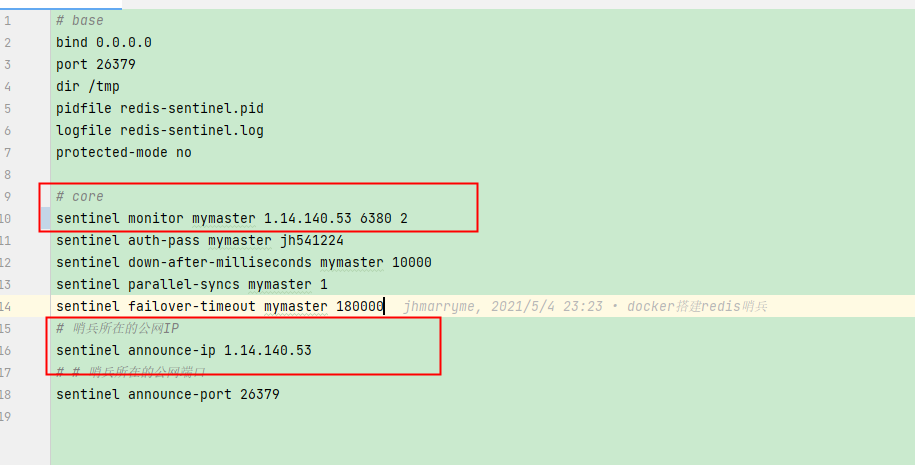 1 # base
2 bind 0.0.0.0
3 port 26379
4 dir /tmp
5 pidfile redis-sentinel.pid
6 logfile redis-sentinel.log
7 protected-mode no
8
9 # core
10 sentinel monitor mymaster 1.14.140.53 6380 2
11 sentinel auth-pass mymaster jh541224
12 sentinel down-after-milliseconds mymaster 10000
13 sentinel parallel-syncs mymaster 1
14 sentinel failover-timeout mymaster 180000 jhmarryme, 2021/5/4 23:23 • docker搭建redis哨兵
15 # 哨兵所在的公网IP
16 sentinel announce-ip 1.14.140.53
17 # # 哨兵所在的公网端口
18 sentinel announce-port 26379
19